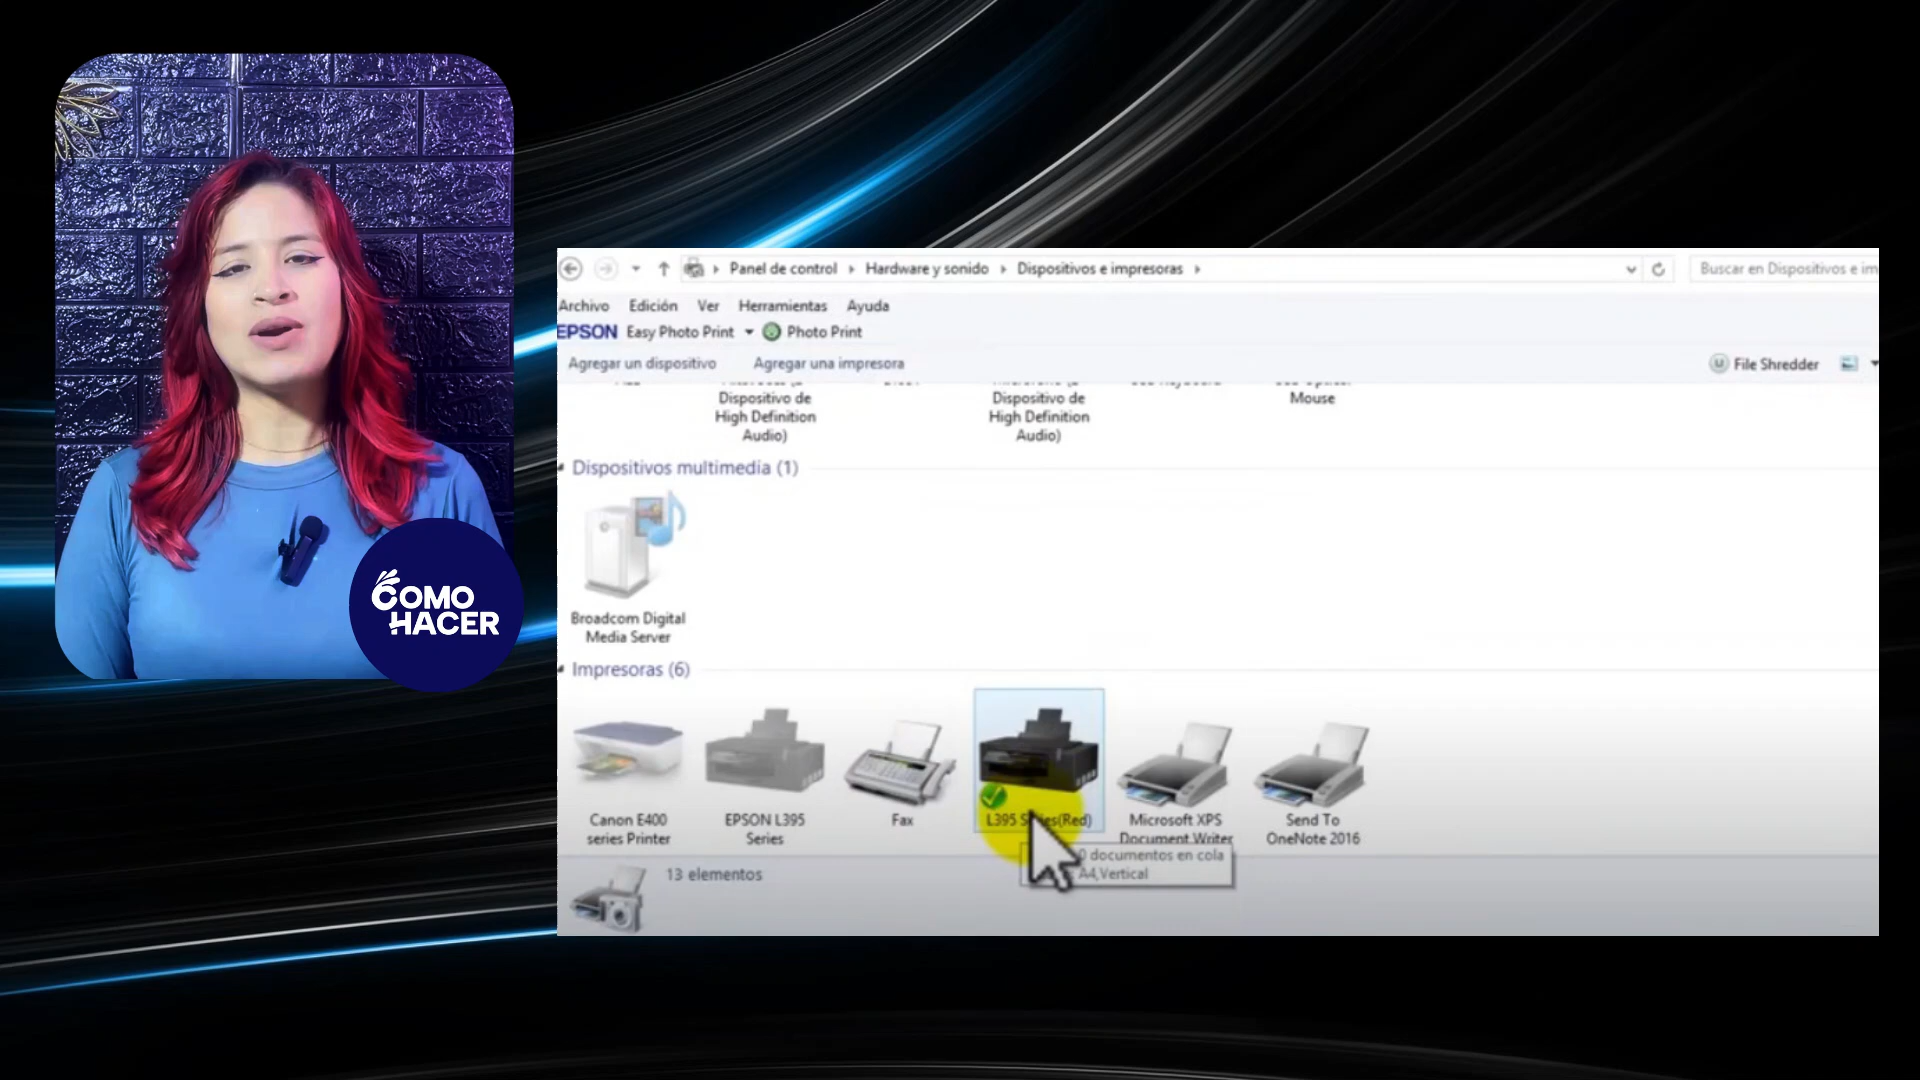 COMO
HACER
Panel de control
Hardware y sonido
Dispositivos e impresoras
Buscar en Dispositivos e im
Archivo Edición Ver Herramientas Ayuda
EPSON Easy Photo Print Photo Print
Agregar un dispositivo Agregar una impresora
File Shredder
Dispositivo de
High Definition
Audio)
Dispositivo de
High Definition
Audio)
Mouse
Dispositivos multimedia (1)
Broadcom Digital
Media Server
Impresoras (6)
Canon E400
series Printer
EPSON L395
Series
Fax
L395 (Red)
Microsoft XPS
Document Writer
Send To
OneNote 2016
0 documentos en cola
A4,Vertical
13 elementos